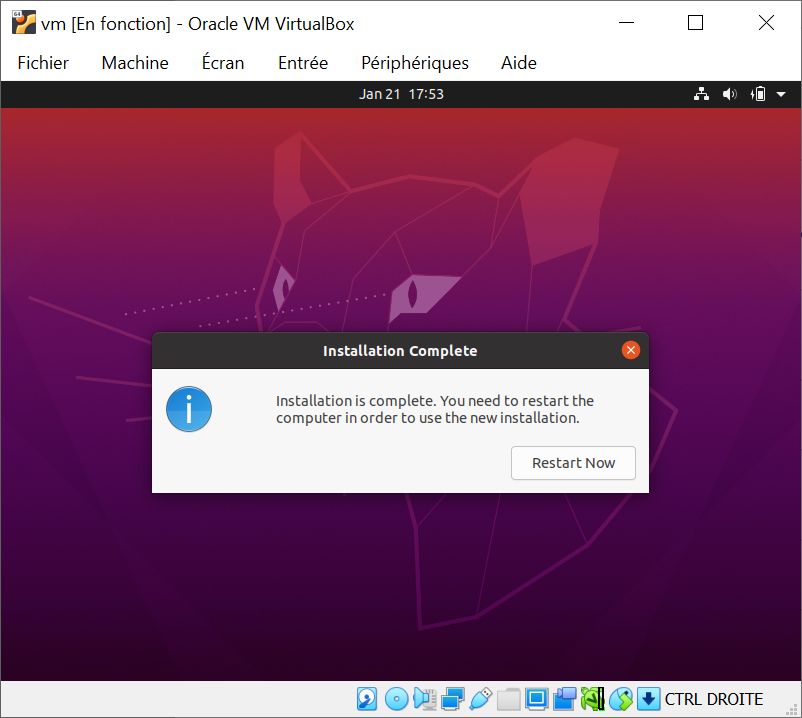 vm [En fonction] - Oracle VM VirtualBox
Fichier Machine Écran Entrée Périphériques Aide
Jan 21 17:53
Installation Complete
Installation is complete. You need to restart the
computer in order to use the new installation.
Restart Now
CTRL DROITE